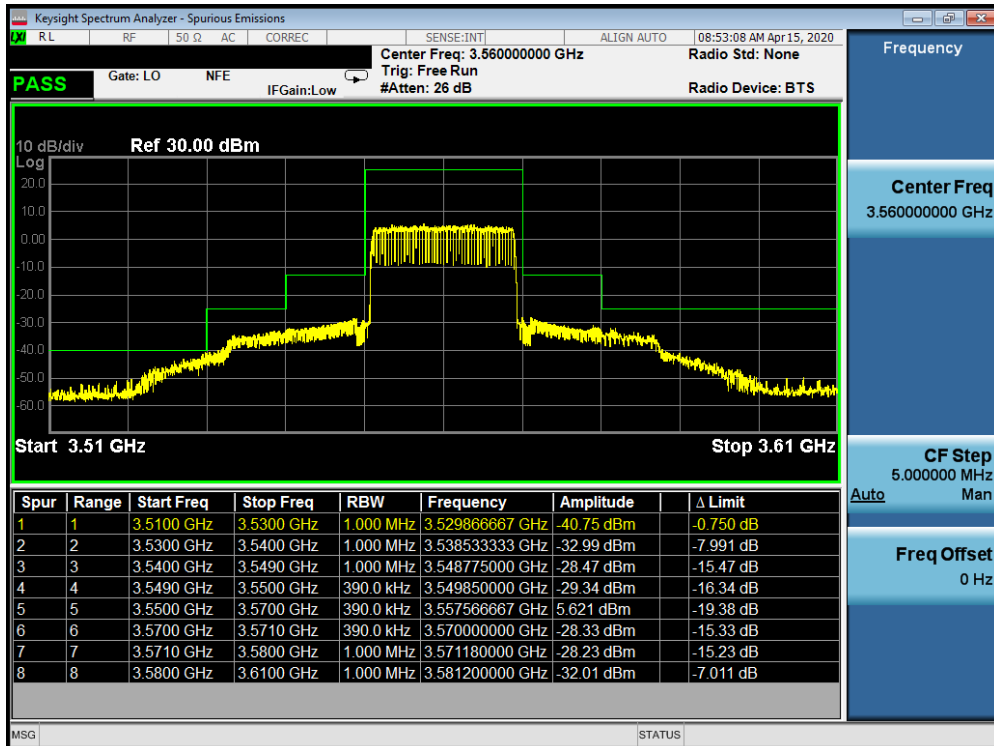 Keysight Spectrum Analyzer - Spurious Emissions
LXI RL RF 50 Ω AC CORREC SENSE:INT ALIGN AUTO 08:53:08 AM Apr 15, 2020
Center Freq: 3.560000000 GHz Radio Std: None
PASS Gate: LO NFE Trig: Free Run
IFGain:Low #Atten: 26 dB Radio Device: BTS
10 dB/div Ref 30.00 dBm
Log
20.0
10.0
0.00
-10.0
-20.0
-30.0
-40.0
-50.0
-60.0
Start 3.51 GHz Stop 3.61 GHz
Spur Range Start Freq Stop Freq RBW Frequency Amplitude Δ Limit
1 1 3.5100 GHz 3.5300 GHz 1.000 MHz 3.529866667 GHz -40.75 dBm -0.750 dB
2 2 3.5300 GHz 3.5400 GHz 1.000 MHz 3.538533333 GHz -32.99 dBm -7.991 dB
3 3 3.5400 GHz 3.5490 GHz 1.000 MHz 3.548775000 GHz -28.47 dBm -15.47 dB
4 4 3.5490 GHz 3.5500 GHz 390.0 kHz 3.549850000 GHz -29.34 dBm -16.34 dB
5 5 3.5500 GHz 3.5700 GHz 390.0 kHz 3.557566667 GHz 5.621 dBm -19.38 dB
6 6 3.5700 GHz 3.5710 GHz 390.0 kHz 3.570000000 GHz -28.33 dBm -15.33 dB
7 7 3.5710 GHz 3.5800 GHz 1.000 MHz 3.571180000 GHz -28.23 dBm -15.23 dB
8 8 3.5800 GHz 3.6100 GHz 1.000 MHz 3.581200000 GHz -32.01 dBm -7.011 dB
MSG STATUS
Frequency
Center Freq
3.560000000 GHz
CF Step
5.000000 MHz
Auto Man
Freq Offset
0 Hz